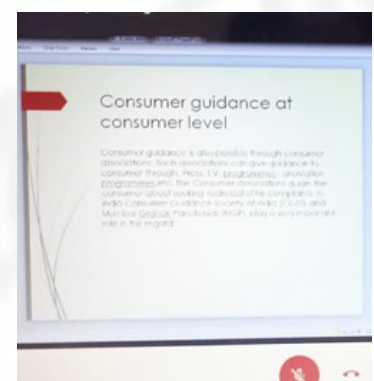 Consumer guidance at
consumer level
Consumer guidance is also possible through consumer
associations. Such associations can give guidance to
consumer through, Press T.V. programmes, orientation
programmes etc. The Consumer associations guide the
consumer about seeking redressal of his complaints. In
India Consumer Guidance Society of India (CGSI) and
Mumbai Grahak Panchayat (MGP) play a very important
role in this regard.